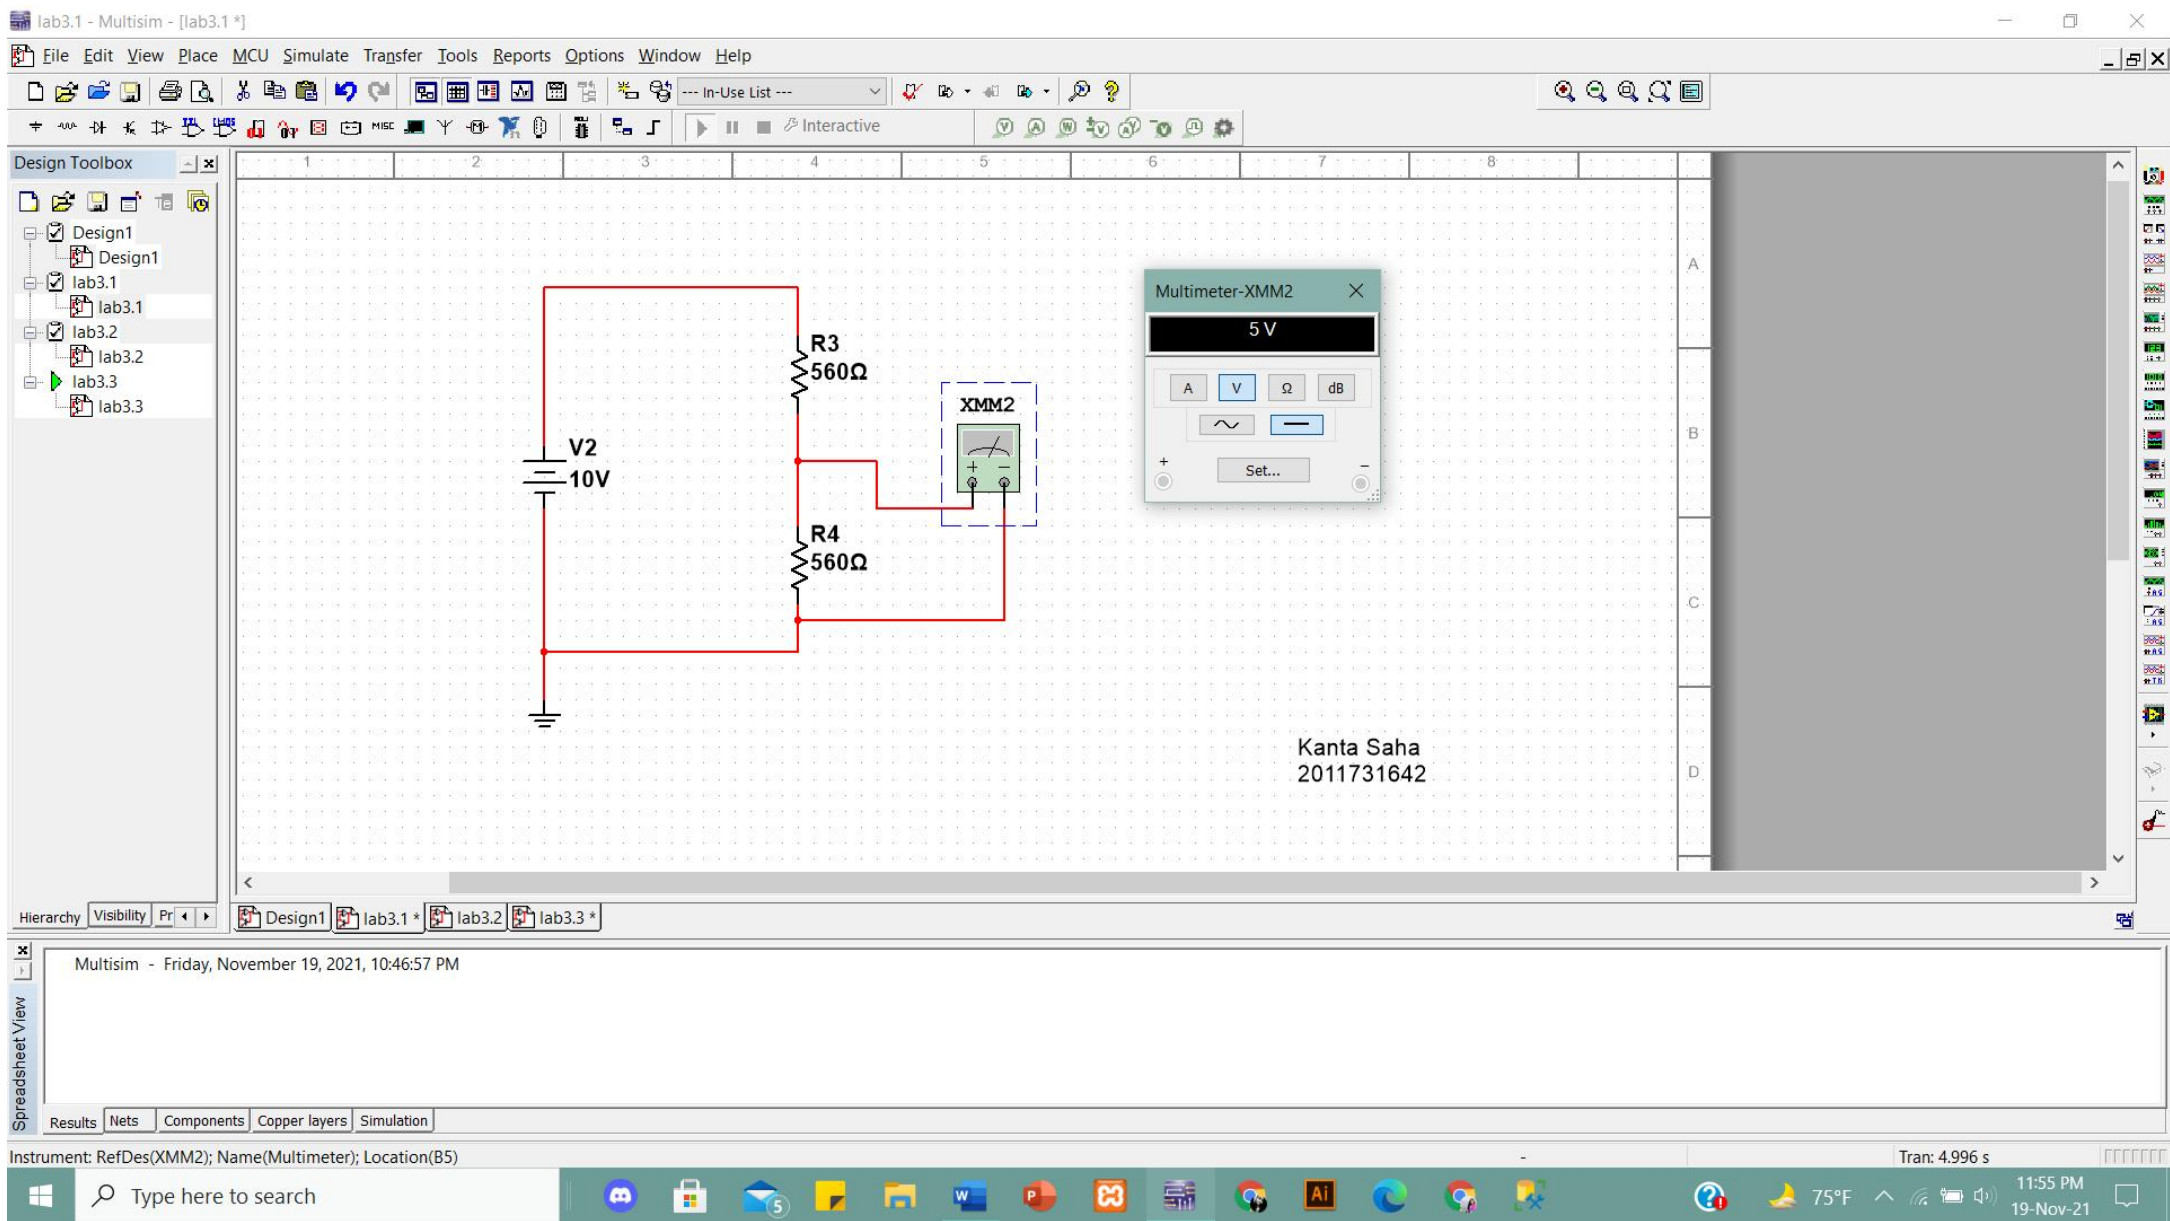 lab3.1 - Multisim - [lab3.1 *]
File Edit View Place MCU Simulate Transfer Tools Reports Options Window Help
--- In-Use List ---
MISC Interactive
Design Toolbox
1 2 3 4 5 6 7 8
Design1
Design1
lab3.1
lab3.1
lab3.2
lab3.2
lab3.3
lab3.3
A
B
C
D
R3
560Ω
V2
10V
R4
560Ω
XMM2
+ −
Multimeter-XMM2
5 V
A V Ω dB
+ Set... −
Kanta Saha
2011731642
Hierarchy Visibility Pr
Design1 lab3.1 * lab3.2 lab3.3 *
Multisim - Friday, November 19, 2021, 10:46:57 PM
Spreadsheet View
Results Nets Components Copper layers Simulation
Instrument: RefDes(XMM2); Name(Multimeter); Location(B5) - Tran: 4.996 s
Type here to search
5
Ai
75°F
11:55 PM
19-Nov-21